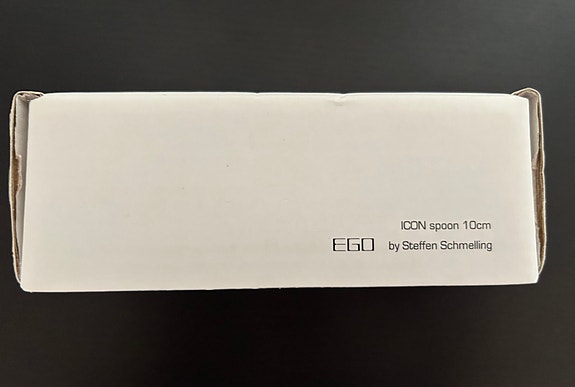 ICON spoon 10cm
EGO by Steffen Schmelling